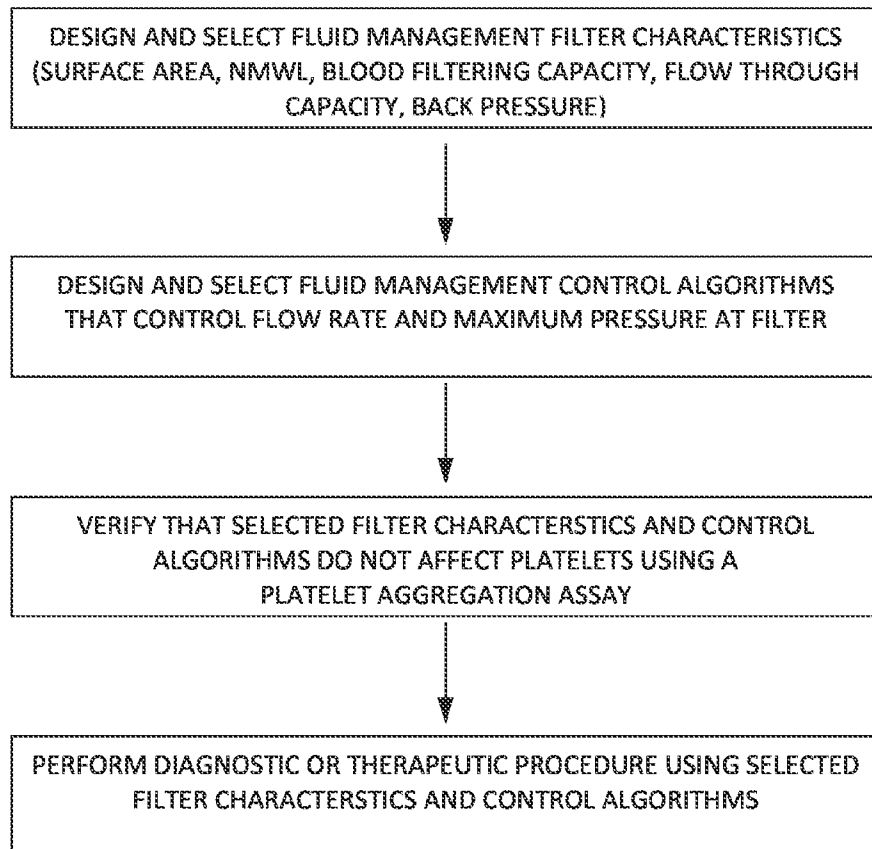 DESIGN AND SELECT FLUID MANAGEMENT FILTER CHARACTERISTICS
(SURFACE AREA, NMWL, BLOOD FILTERING CAPACITY, FLOW THROUGH
CAPACITY, BACK PRESSURE)
DESIGN AND SELECT FLUID MANAGEMENT CONTROL ALGORITHMS
THAT CONTROL FLOW RATE AND MAXIMUM PRESSURE AT FILTER
VERIFY THAT SELECTED FILTER CHARACTERSTICS AND CONTROL
ALGORITHMS DO NOT AFFECT PLATELETS USING A
PLATELET AGGREGATION ASSAY
PERFORM DIAGNOSTIC OR THERAPEUTIC PROCEDURE USING SELECTED
FILTER CHARACTERSTICS AND CONTROL ALGORITHMS